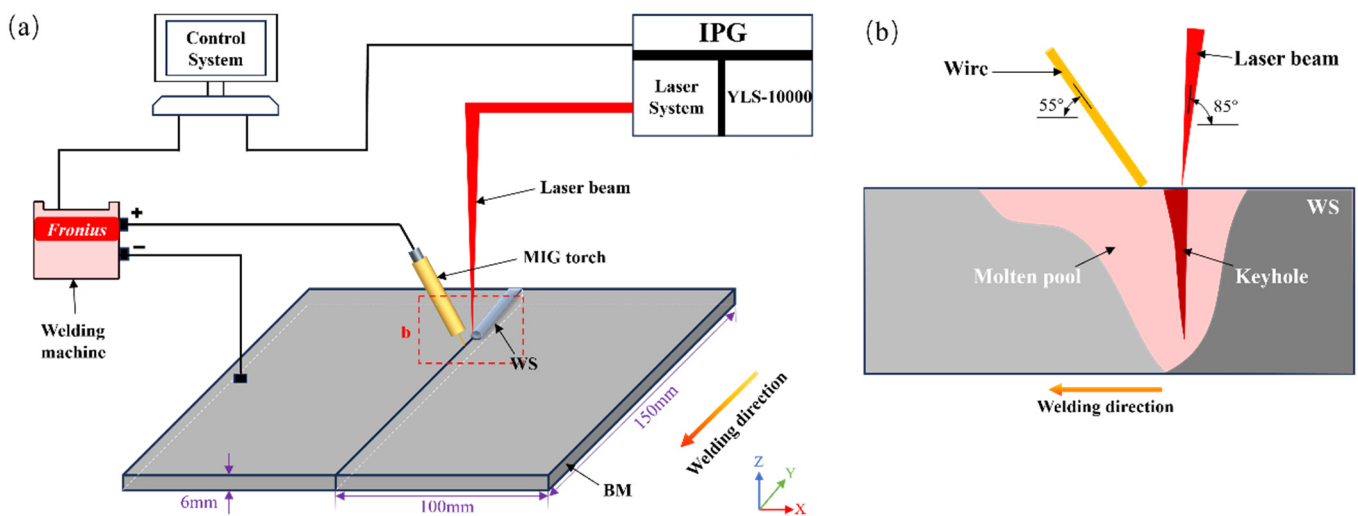 (a)
Control
System
IPG
Laser
System
YLS-10000
Laser beam
Fronius
+
−
MIG torch
Welding
machine
b
WS
Welding direction
150mm
BM
6mm
100mm
Z
Y
X
(b)
Wire
Laser beam
55°
85°
WS
Molten pool
Keyhole
Welding direction